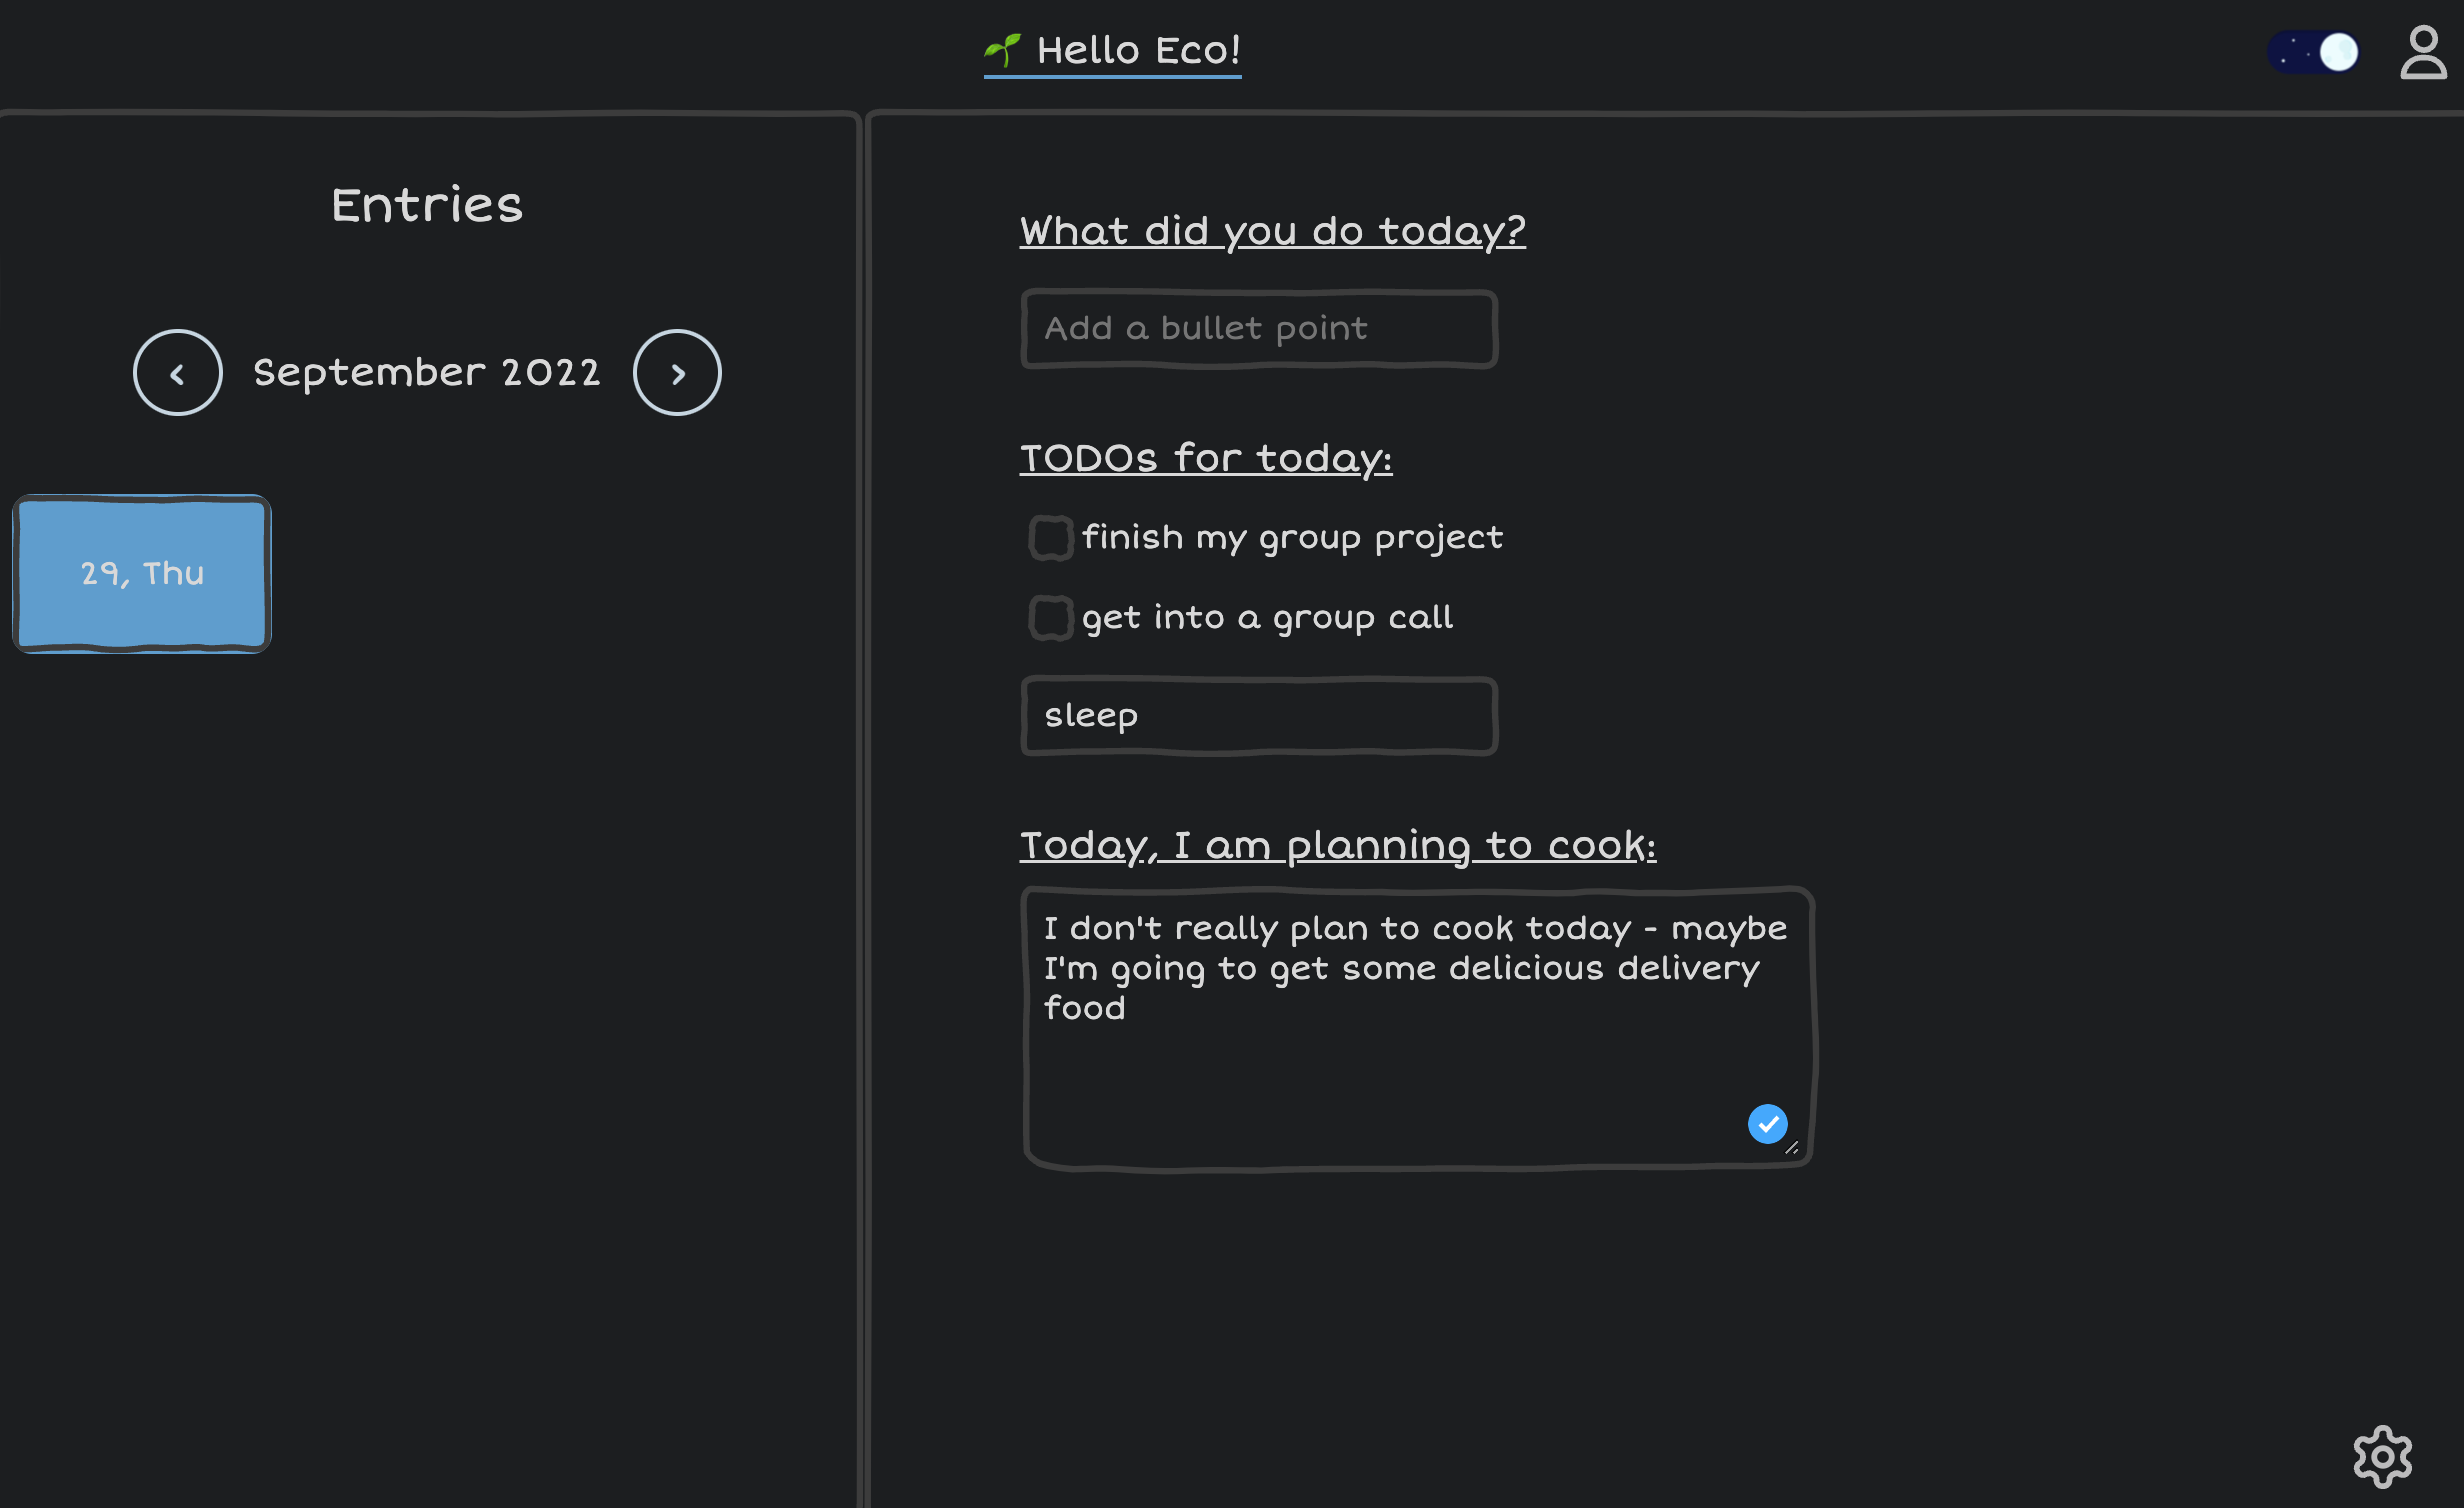 🌱 Hello Eco!
Entries
September 2022
29, Thu
What did you do today?
Add a bullet point
TODOs for today:
finish my group project
get into a group call
sleep
Today, I am planning to cook:
I don't really plan to cook today - maybe
I'm going to get some delicious delivery
food